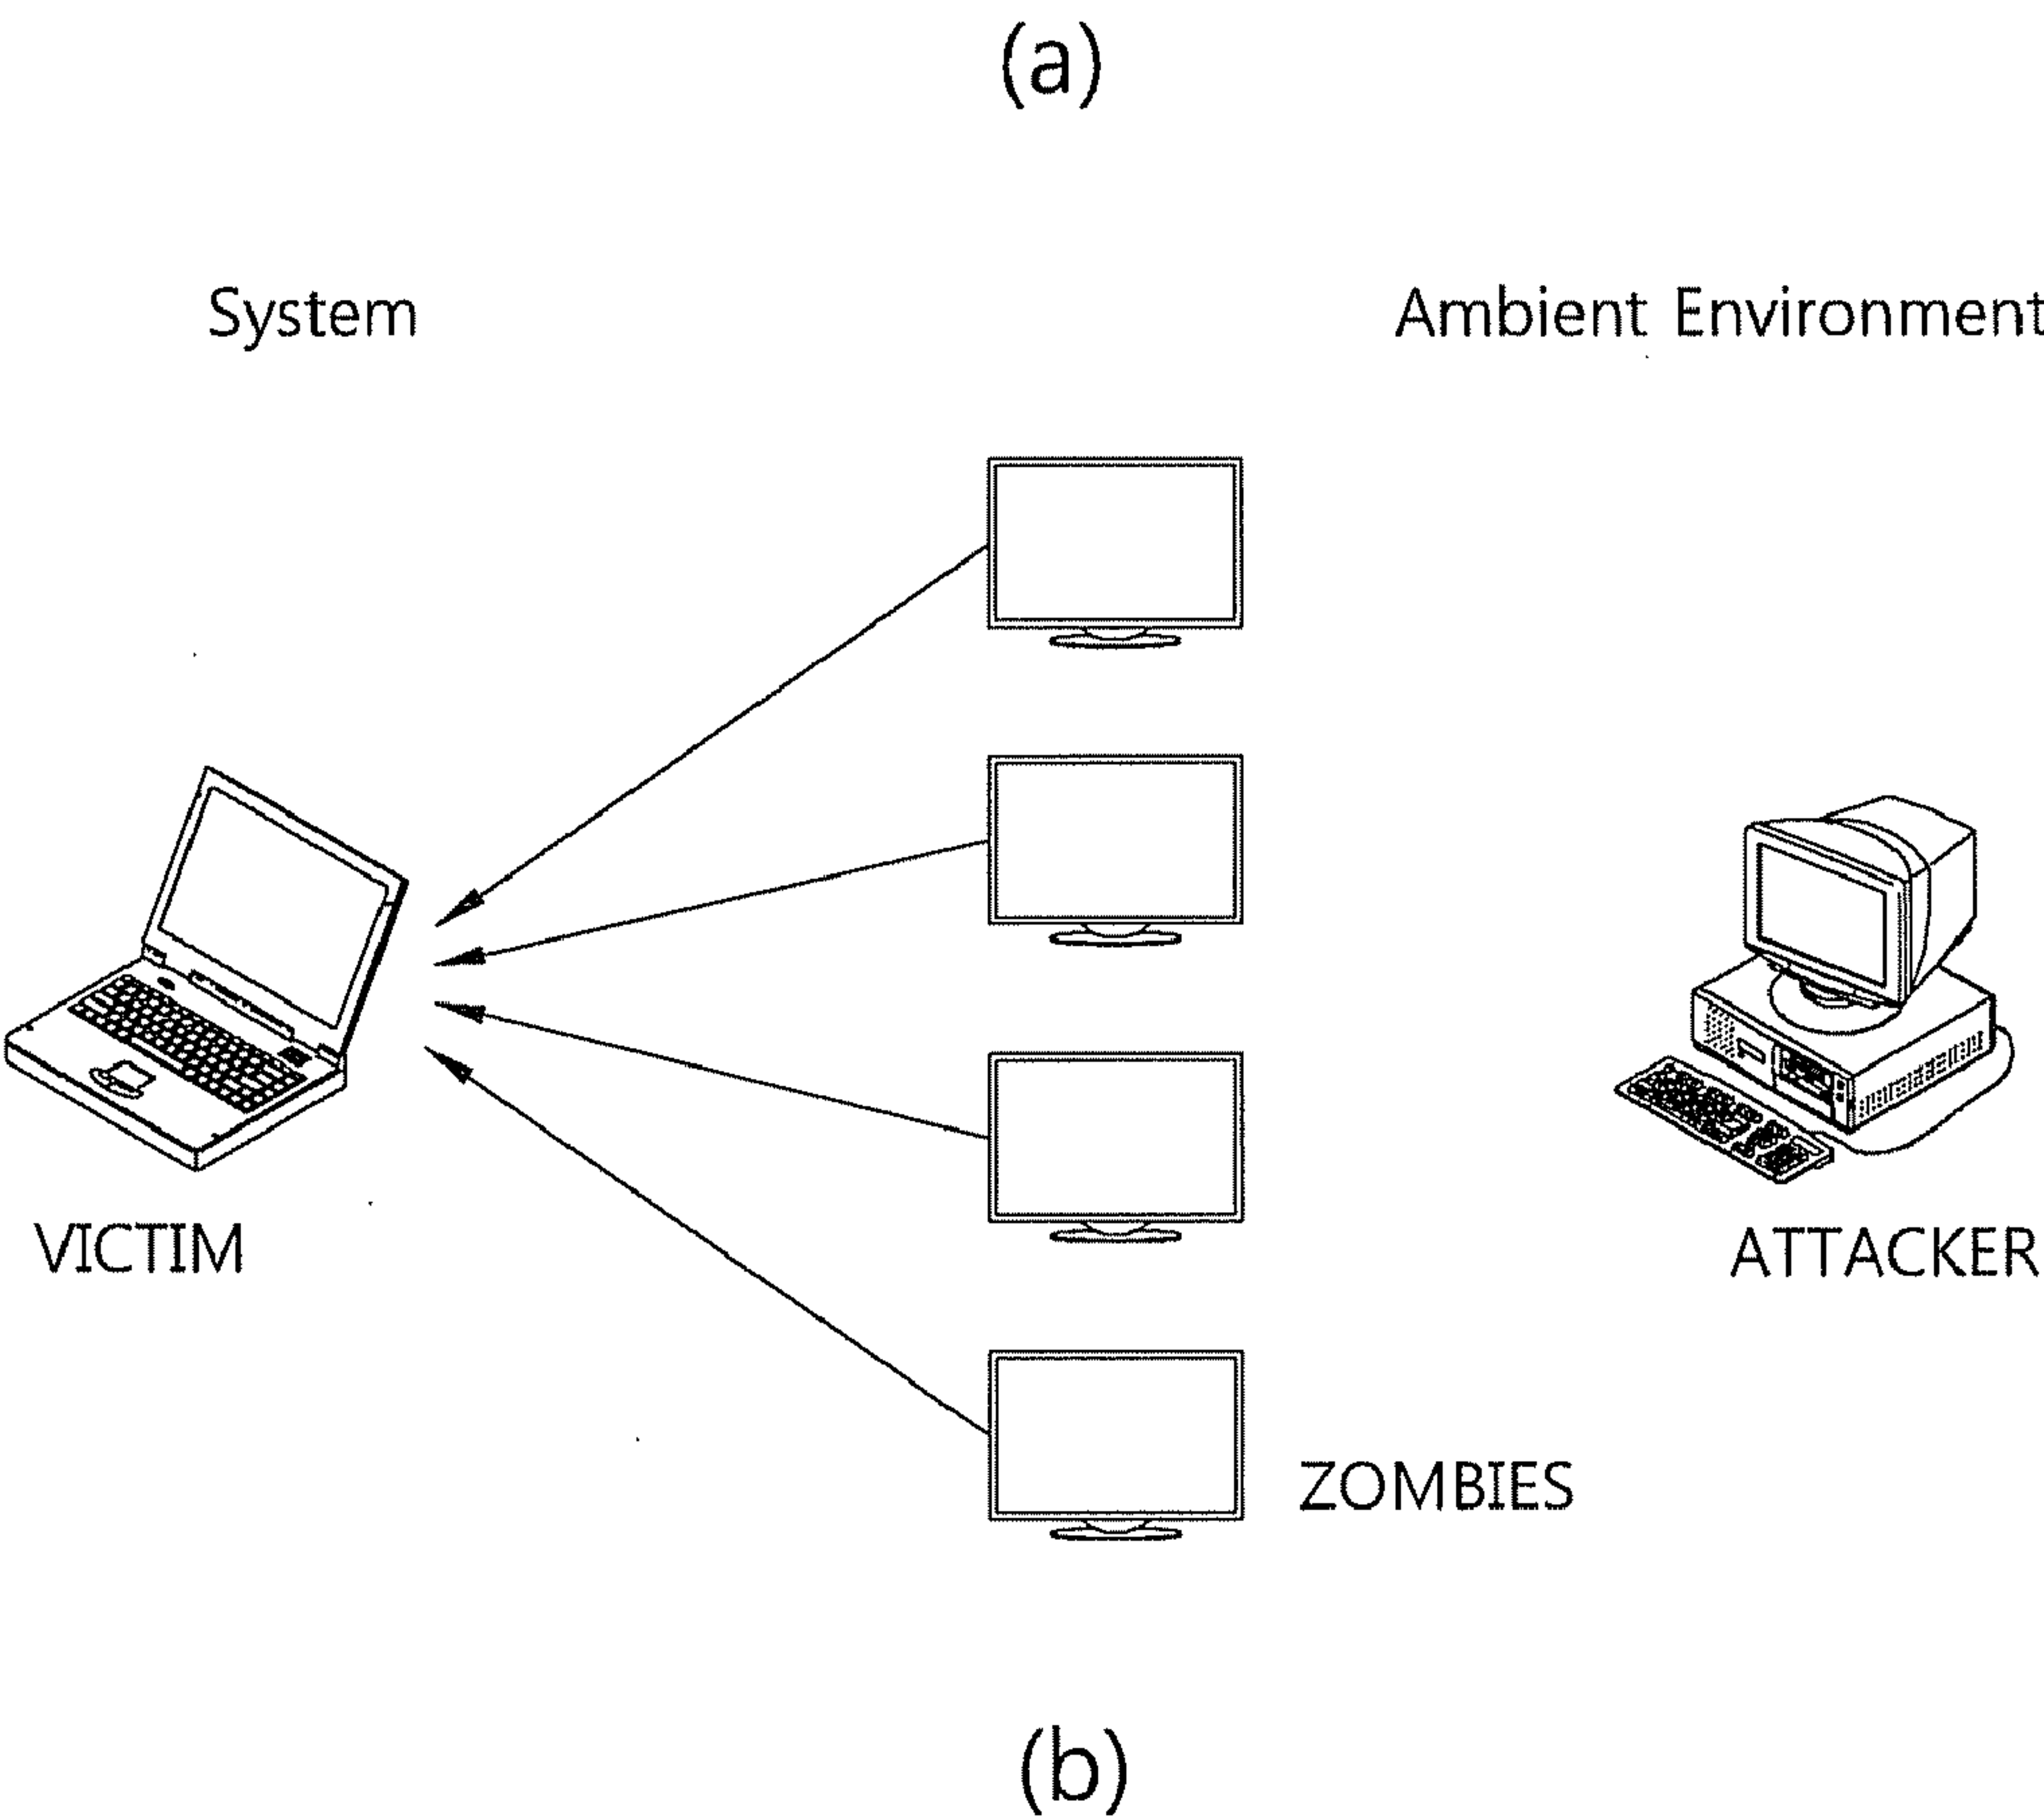 (a)
System
Ambient Environment
VICTIM
ATTACKER
ZOMBIES
(b)